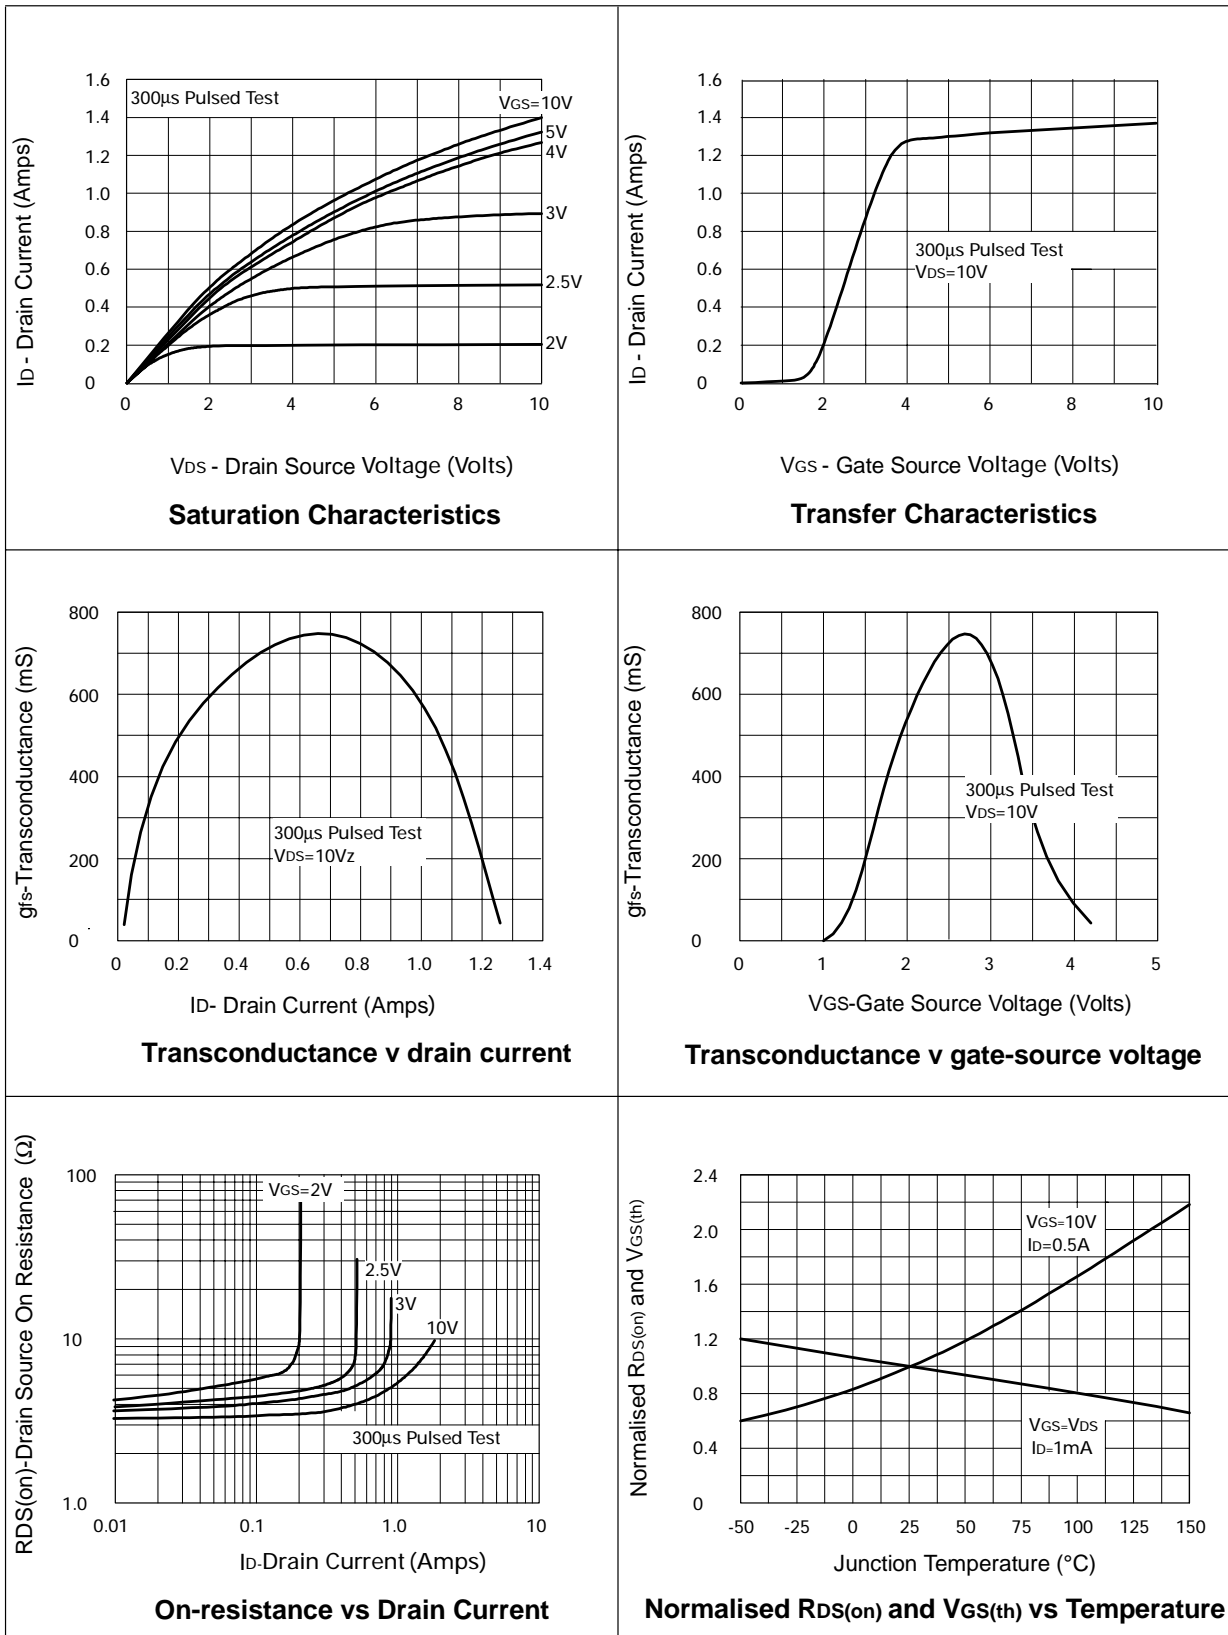 1.6
1.4
1.2
1.0
0.8
0.6
0.4
0.2
0
ID - Drain Current (Amps)
300µs Pulsed Test
VGS=10V
5V
4V
3V
2.5V
2V
0 2 4 6 8 10
VDS - Drain Source Voltage (Volts)
Saturation Characteristics
1.6
1.4
1.2
1.0
0.8
0.6
0.4
0.2
0
ID - Drain Current (Amps)
300µs Pulsed Test
VDS=10V
0 2 4 6 8 10
VGS - Gate Source Voltage (Volts)
Transfer Characteristics
800
600
400
200
0
gfs-Transconductance (mS)
300µs Pulsed Test
VDS=10Vz
0 0.2 0.4 0.6 0.8 1.0 1.2 1.4
ID- Drain Current (Amps)
Transconductance v drain current
800
600
400
200
0
gfs-Transconductance (mS)
300µs Pulsed Test
VDS=10V
0 1 2 3 4 5
VGS-Gate Source Voltage (Volts)
Transconductance v gate-source voltage
100
10
1.0
RDS(on)-Drain Source On Resistance (Ω)
VGS=2V
2.5V
3V
10V
300µs Pulsed Test
0.01 0.1 1.0 10
ID-Drain Current (Amps)
On-resistance vs Drain Current
2.4
2.0
1.6
1.2
0.8
0.4
0
Normalised RDS(on) and VGS(th)
VGS=10V
ID=0.5A
VGS=VDS
ID=1mA
-50 -25 0 25 50 75 100 125 150
Junction Temperature (°C)
Normalised RDS(on) and VGS(th) vs Temperature